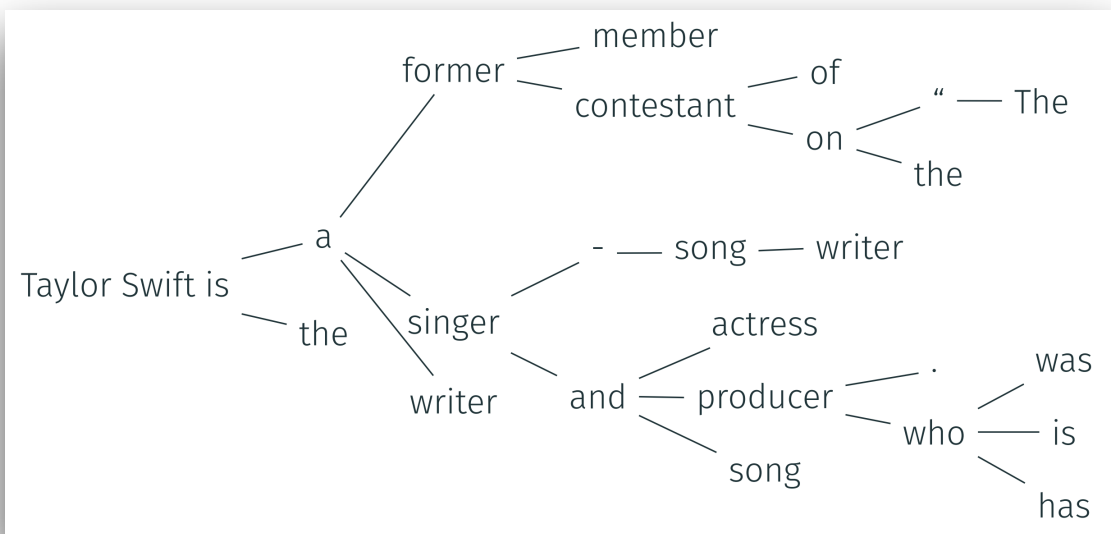 member
former
of
contestant
“
The
on
the
a
- song writer
Taylor Swift is
singer
actress
the
was
.
writer
and
producer
who
is
song
has